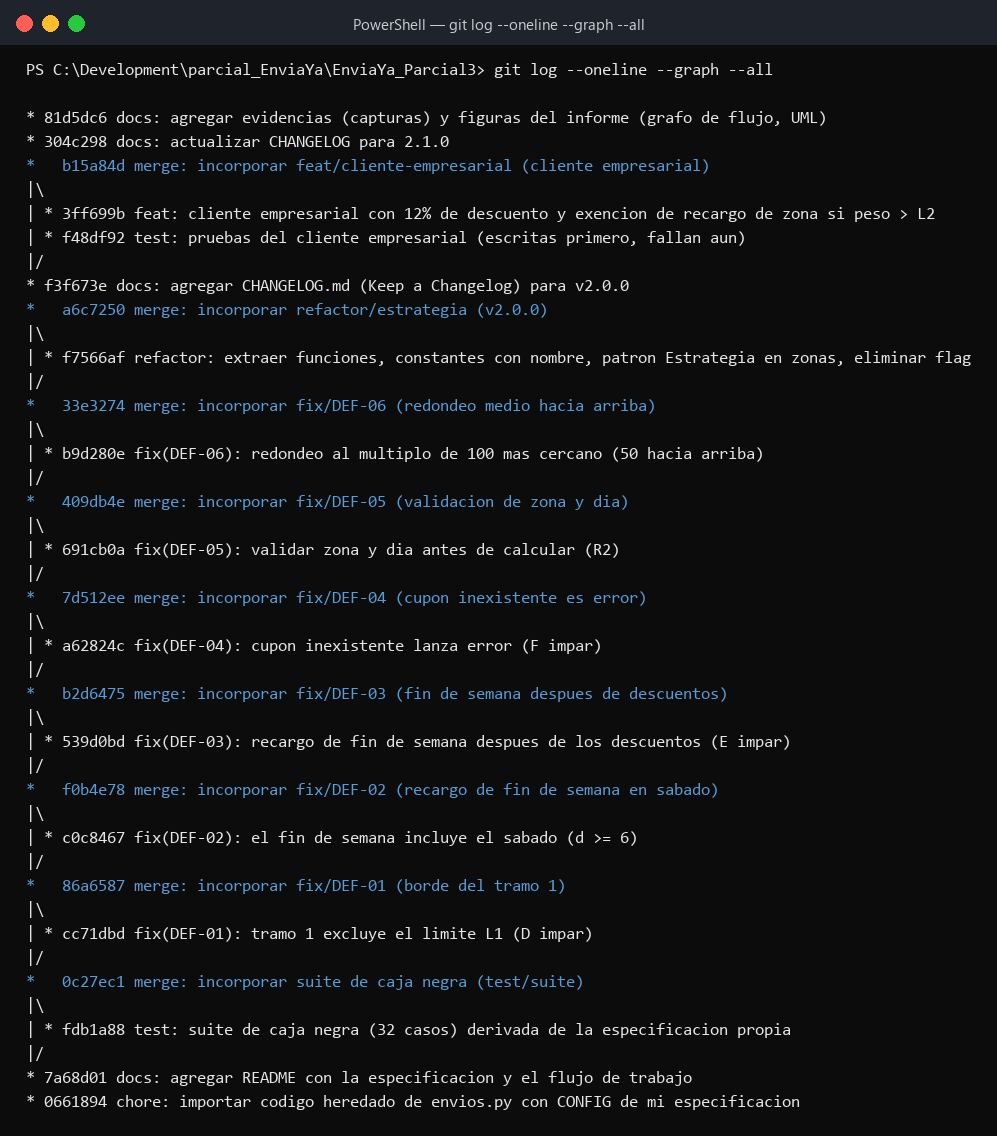 PowerShell — git log --oneline --graph --all
PS C:\Development\parcial_EnviaYa\EnviaYa_Parcial3> git log --oneline --graph --all
* 81d5dc6 docs: agregar evidencias (capturas) y figuras del informe (grafo de flujo, UML)
* 304c298 docs: actualizar CHANGELOG para 2.1.0
*   b15a84d merge: incorporar feat/cliente-empresarial (cliente empresarial)
|\
| * 3ff699b feat: cliente empresarial con 12% de descuento y exencion de recargo de zona si peso > L2
| * f48df92 test: pruebas del cliente empresarial (escritas primero, fallan aun)
|/
* f3f673e docs: agregar CHANGELOG.md (Keep a Changelog) para v2.0.0
*   a6c7250 merge: incorporar refactor/estrategia (v2.0.0)
|\
| * f7566af refactor: extraer funciones, constantes con nombre, patron Estrategia en zonas, eliminar flag
|/
*   33e3274 merge: incorporar fix/DEF-06 (redondeo medio hacia arriba)
|\
| * b9d280e fix(DEF-06): redondeo al multiplo de 100 mas cercano (50 hacia arriba)
|/
*   409db4e merge: incorporar fix/DEF-05 (validacion de zona y dia)
|\
| * 691cb0a fix(DEF-05): validar zona y dia antes de calcular (R2)
|/
*   7d512ee merge: incorporar fix/DEF-04 (cupon inexistente es error)
|\
| * a62824c fix(DEF-04): cupon inexistente lanza error (F impar)
|/
*   b2d6475 merge: incorporar fix/DEF-03 (fin de semana despues de descuentos)
|\
| * 539d0bd fix(DEF-03): recargo de fin de semana despues de los descuentos (E impar)
|/
*   f0b4e78 merge: incorporar fix/DEF-02 (recargo de fin de semana en sabado)
|\
| * c0c8467 fix(DEF-02): el fin de semana incluye el sabado (d >= 6)
|/
*   86a6587 merge: incorporar fix/DEF-01 (borde del tramo 1)
|\
| * cc71dbd fix(DEF-01): tramo 1 excluye el limite L1 (D impar)
|/
*   0c27ec1 merge: incorporar suite de caja negra (test/suite)
|\
| * fdb1a88 test: suite de caja negra (32 casos) derivada de la especificacion propia
|/
* 7a68d01 docs: agregar README con la especificacion y el flujo de trabajo
* 0661894 chore: importar codigo heredado de envios.py con CONFIG de mi especificacion